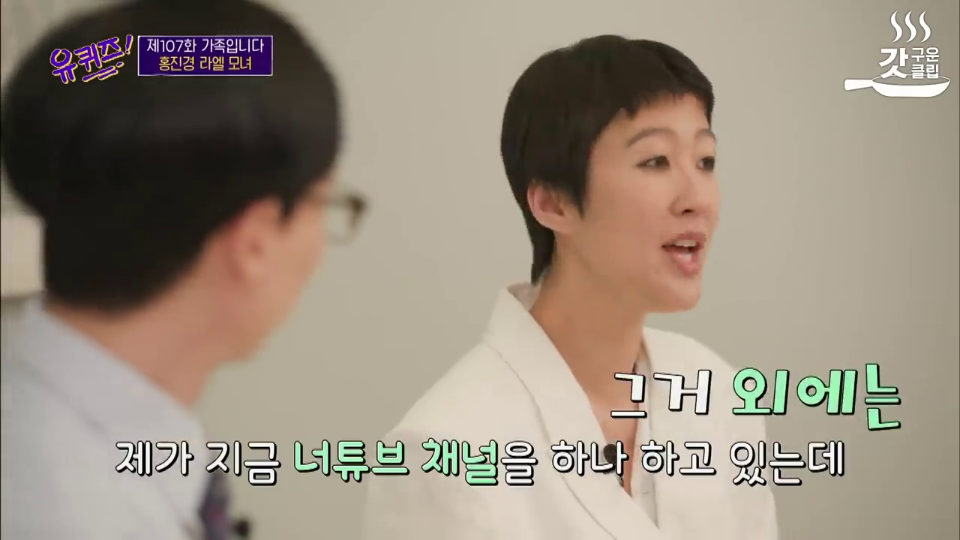 유퀴즈!
제107화 가족입니다
홍진경 라엘 모녀
갓구운클립
그거 외에는
제가 지금 너튜브 채널을 하나 하고 있는데